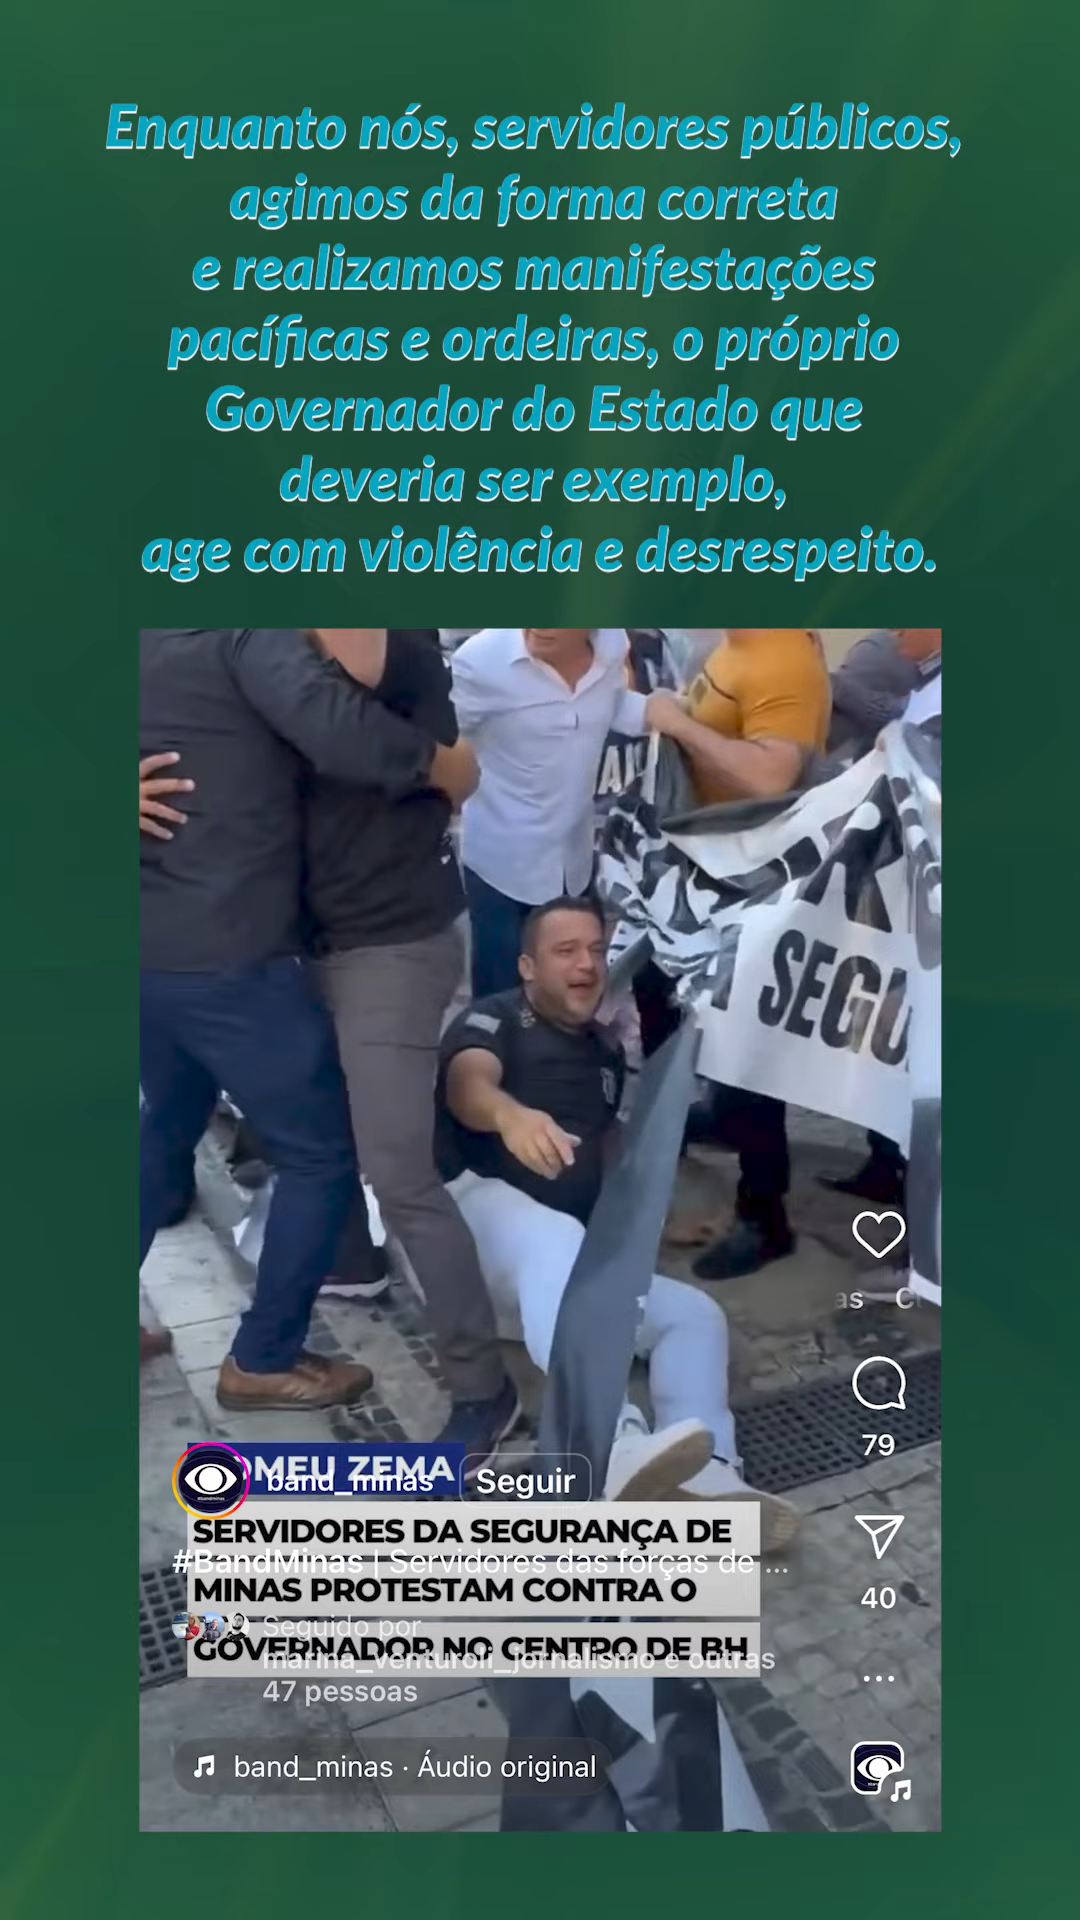 Enquanto nós, servidores públicos,
agimos da forma correta
e realizamos manifestações
pacíficas e ordeiras, o próprio
Governador do Estado que
deveria ser exemplo,
age com violência e desrespeito.
SEGU
MEU ZEMA
band_minas
Seguir
as
79
SERVIDORES DA SEGURANÇA DE
#BandMinas | Servidores das forças de ...
MINAS PROTESTAM CONTRA O
40
Seguido por
GOVERNADOR NO CENTRO DE BH
marina_venturoli_jornalismo e outras
47 pessoas
band_minas · Áudio original